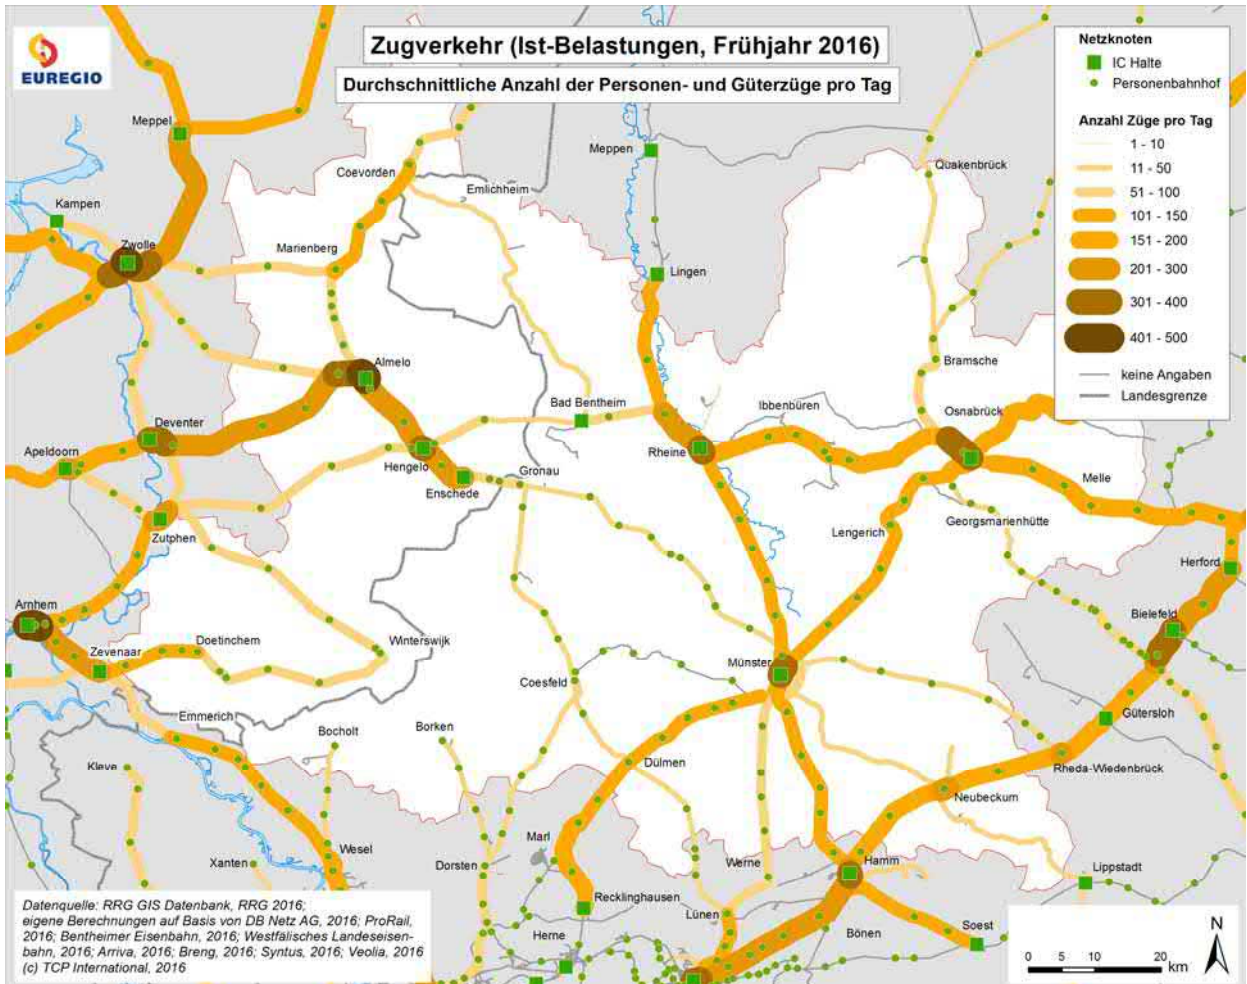 EUREGIO
Zugverkehr (Ist-Belastungen, Frühjahr 2016)
Durchschnittliche Anzahl der Personen- und Güterzüge pro Tag
Netzknoten
IC Halte
Personenbahnhof
Anzahl Züge pro Tag
1 - 10
11 - 50
51 - 100
101 - 150
151 - 200
201 - 300
301 - 400
401 - 500
keine Angaben
Landesgrenze
Meppel
Meppen
Quakenbrück
Coevorden
Emlichheim
Kampen
Zwolle
Marienberg
Lingen
Almelo
Bramsche
Bad Bentheim
Ibbenbüren
Osnabrück
Deventer
Apeldoorn
Hengelo
Gronau
Rheine
Enschede
Melle
Zutphen
Lengerich
Georgsmarienhütte
Herford
Arnhem
Bielefeld
Zevenaar
Doetinchem
Winterswijk
Münster
Coesfeld
Emmerich
Bocholt
Borken
Gütersloh
Kleve
Dülmen
Rheda-Wiedenbrück
Neubeckum
Xanten
Wesel
Marl
Dorsten
Werne
Hamm
Lippstadt
Recklinghausen
Lünen
Herne
Bönen
Soest
Datenquelle: RRG GIS Datenbank, RRG 2016;
eigene Berechnungen auf Basis von DB Netz AG, 2016; ProRail,
2016; Bentheimer Eisenbahn, 2016; Westfälisches Landeseisen-
bahn, 2016; Arriva, 2016; Breng, 2016; Syntus, 2016; Veolia, 2016
(c) TCP International, 2016
N
0 5 10 20
km